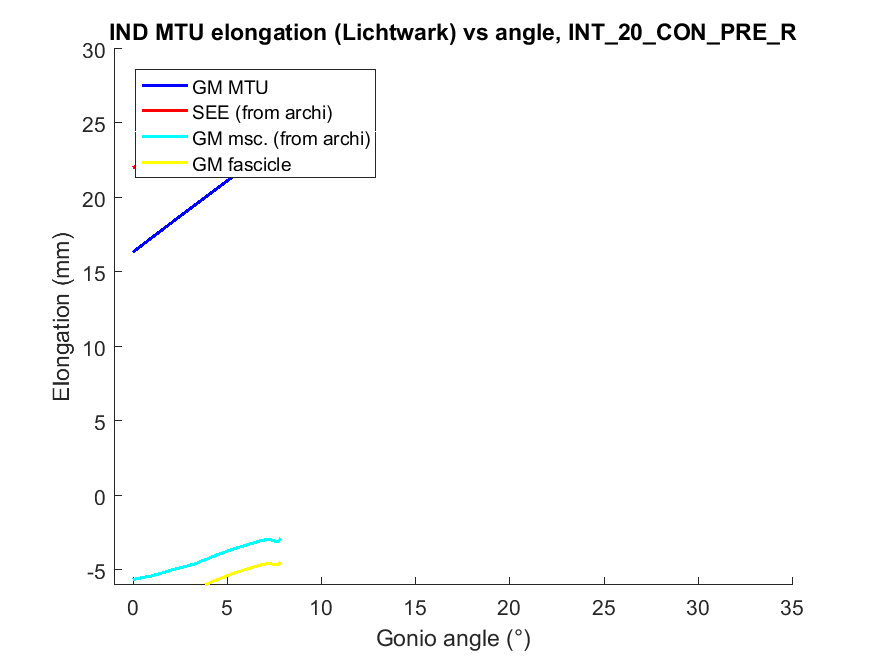 IND MTU elongation (Lichtwark) vs angle, INT_20_CON_PRE_R
30
25
20
15
10
5
0
-5
Elongation (mm)
GM MTU
SEE (from archi)
GM msc. (from archi)
GM fascicle
0 5 10 15 20 25 30 35
Gonio angle (°)